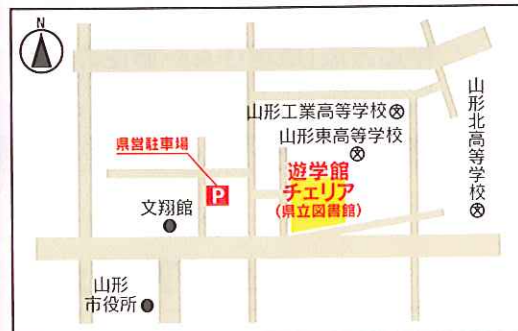 N
山形工業高等学校
山形東高等学校
山形北高等学校
県営駐車場
P
遊学館
チェリア
(県立図書館)
文翔館
山形
市役所